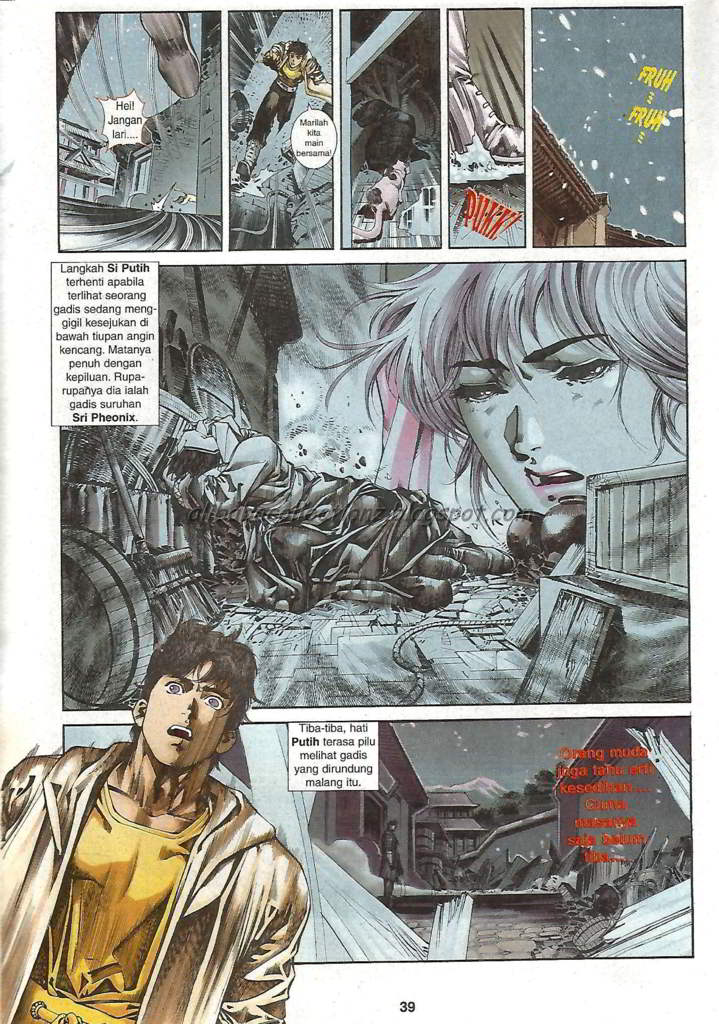 Hei!
Jangan
lari....
Marilah
kita
main
bersama!
PUKK!
FRUH
FRUH
Langkah Si Putih
terhenti apabila
terlihat seorang
gadis sedang meng-
gigil kesejukan di
bawah tiupan angin
kencang. Matanya
penuh dengan
kepiluan. Rupa-
rupanya dia ialah
gadis suruhan
Sri Pheonix.
Tiba-tiba, hati
Putih terasa pilu
melihat gadis
yang dirundung
malang itu.
Orang muda
juga tahu erti
kesedihan....
Cuma
masanya
saja belum
tiba....
39